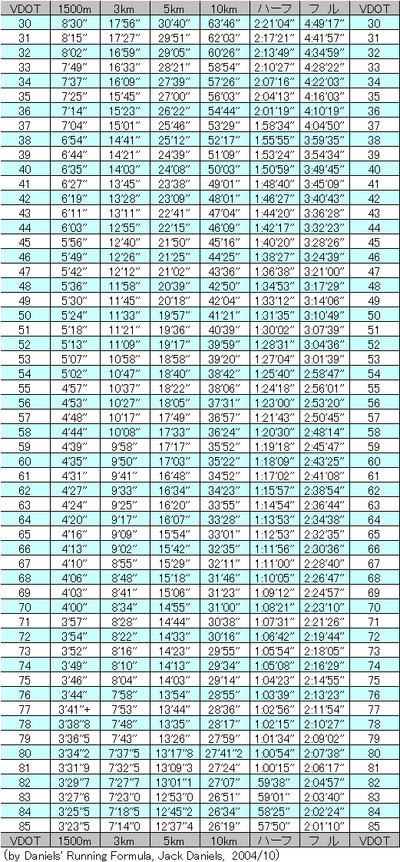 VDOT 1500m 3km 5km 10km ハーフ フル VDOT
30 8'30" 17'56" 30'40" 63'46" 2:21'04" 4:49'17" 30
31 8'15" 17'27" 29'51" 62'03" 2:17'21" 4:41'57" 31
32 8'02" 16'59" 29'05" 60'26" 2:13'49" 4:34'59" 32
33 7'49" 16'33" 28'21" 58'54" 2:10'27" 4:28'22" 33
34 7'37" 16'09" 27'39" 57'26" 2:07'16" 4:22'03" 34
35 7'25" 15'45" 27'00" 56'03" 2:04'13" 4:16'03" 35
36 7'14" 15'23" 26'22" 54'44" 2:01'19" 4:10'19" 36
37 7'04" 15'01" 25'46" 53'29" 1:58'34" 4:04'50" 37
38 6'54" 14'41" 25'12" 52'17" 1:55'55" 3:59'35" 38
39 6'44" 14'21" 24'39" 51'09" 1:53'24" 3:54'34" 39
40 6'35" 14'03" 24'08" 50'03" 1:50'59" 3:49'45" 40
41 6'27" 13'45" 23'38" 49'01" 1:48'40" 3:45'09" 41
42 6'19" 13'28" 23'09" 48'01" 1:46'27" 3:40'43" 42
43 6'11" 13'11" 22'41" 47'04" 1:44'20" 3:36'28" 43
44 6'03" 12'55" 22'15" 46'09" 1:42'17" 3:32'23" 44
45 5'56" 12'40" 21'50" 45'16" 1:40'20" 3:28'26" 45
46 5'49" 12'26" 21'25" 44'25" 1:38'27" 3:24'39" 46
47 5'42" 12'12" 21'02" 43'36" 1:36'38" 3:21'00" 47
48 5'36" 11'58" 20'39" 42'50" 1:34'53" 3:17'29" 48
49 5'30" 11'45" 20'18" 42'04" 1:33'12" 3:14'06" 49
50 5'24" 11'33" 19'57" 41'21" 1:31'35" 3:10'49" 50
51 5'18" 11'21" 19'36" 40'39" 1:30'02" 3:07'39" 51
52 5'13" 11'09" 19'17" 39'59" 1:28'31" 3:04'36" 52
53 5'07" 10'58" 18'58" 39'20" 1:27'04" 3:01'39" 53
54 5'02" 10'47" 18'40" 38'42" 1:25'40" 2:58'47" 54
55 4'57" 10'37" 18'22" 38'06" 1:24'18" 2:56'01" 55
56 4'53" 10'27" 18'05" 37'31" 1:23'00" 2:53'20" 56
57 4'48" 10'17" 17'49" 36'57" 1:21'43" 2:50'45" 57
58 4'44" 10'08" 17'33" 36'24" 1:20'30" 2:48'14" 58
59 4'39" 9'58" 17'17" 35'52" 1:19'18" 2:45'47" 59
60 4'35" 9'50" 17'03" 35'22" 1:18'09" 2:43'25" 60
61 4'31" 9'41" 16'48" 34'52" 1:17'02" 2:41'08" 61
62 4'27" 9'33" 16'34" 34'23" 1:15'57" 2:38'54" 62
63 4'24" 9'25" 16'20" 33'55" 1:14'54" 2:36'44" 63
64 4'20" 9'17" 16'07" 33'28" 1:13'53" 2:34'38" 64
65 4'16" 9'09" 15'54" 33'01" 1:12'53" 2:32'35" 65
66 4'13" 9'02" 15'42" 32'35" 1:11'56" 2:30'36" 66
67 4'10" 8'55" 15'29" 32'11" 1:11'00" 2:28'40" 67
68 4'06" 8'48" 15'18" 31'46" 1:10'05" 2:26'47" 68
69 4'03" 8'41" 15'06" 31'23" 1:09'12" 2:24'57" 69
70 4'00" 8'34" 14'55" 31'00" 1:08'21" 2:23'10" 70
71 3'57" 8'28" 14'44" 30'38" 1:07'31" 2:21'26" 71
72 3'54" 8'22" 14'33" 30'16" 1:06'42" 2:19'44" 72
73 3'52" 8'16" 14'23" 29'55" 1:05'54" 2:18'05" 73
74 3'49" 8'10" 14'13" 29'34" 1:05'08" 2:16'29" 74
75 3'46" 8'04" 14'03" 29'14" 1:04'23" 2:14'55" 75
76 3'44" 7'58" 13'54" 28'55" 1:03'39" 2:13'23" 76
77 3'41"+ 7'53" 13'44" 28'36" 1:02'56" 2:11'54" 77
78 3'38"8 7'48" 13'35" 28'17" 1:02'15" 2:10'27" 78
79 3'36"5 7'43" 13'26" 27'59" 1:01'34" 2:09'02" 79
80 3'34"2 7'37"5 13'17"8 27'41"2 1:00'54" 2:07'38" 80
81 3'31"9 7'32"5 13'09"3 27'24" 1:00'15" 2:06'17" 81
82 3'29"7 7'27"7 13'01"1 27'07" 59'38" 2:04'57" 82
83 3'27"6 7'23"0 12'53"0 26'51" 59'01" 2:03'40" 83
84 3'25"5 7'18"5 12'45"2 26'34" 58'25" 2:02'24" 84
85 3'23"5 7'14"0 12'37"4 26'19" 57'50" 2:01'10" 85
VDOT 1500m 3km 5km 10km ハーフ フル VDOT
(by Daniels' Running Formula, Jack Daniels, 2004/10)